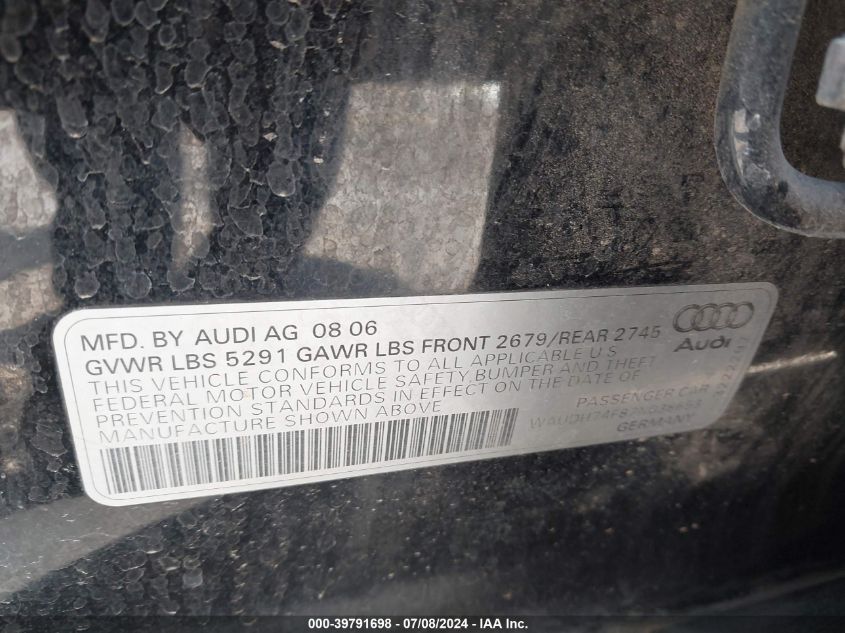 MFD. BY AUDI AG 08 06
GVWR LBS 5291 GAWR LBS FRONT 2679/REAR 2745
THIS VEHICLE CONFORMS TO ALL APPLICABLE U.S
FEDERAL MOTOR VEHICLE SAFETY, BUMPER AND THEFT
PREVENTION STANDARDS IN EFFECT ON THE DATE OF
MANUFACTURE SHOWN ABOVE
Audi
PASSENGER CAR
GERMANY
000-39791698 - 07/08/2024 - IAAI Inc.